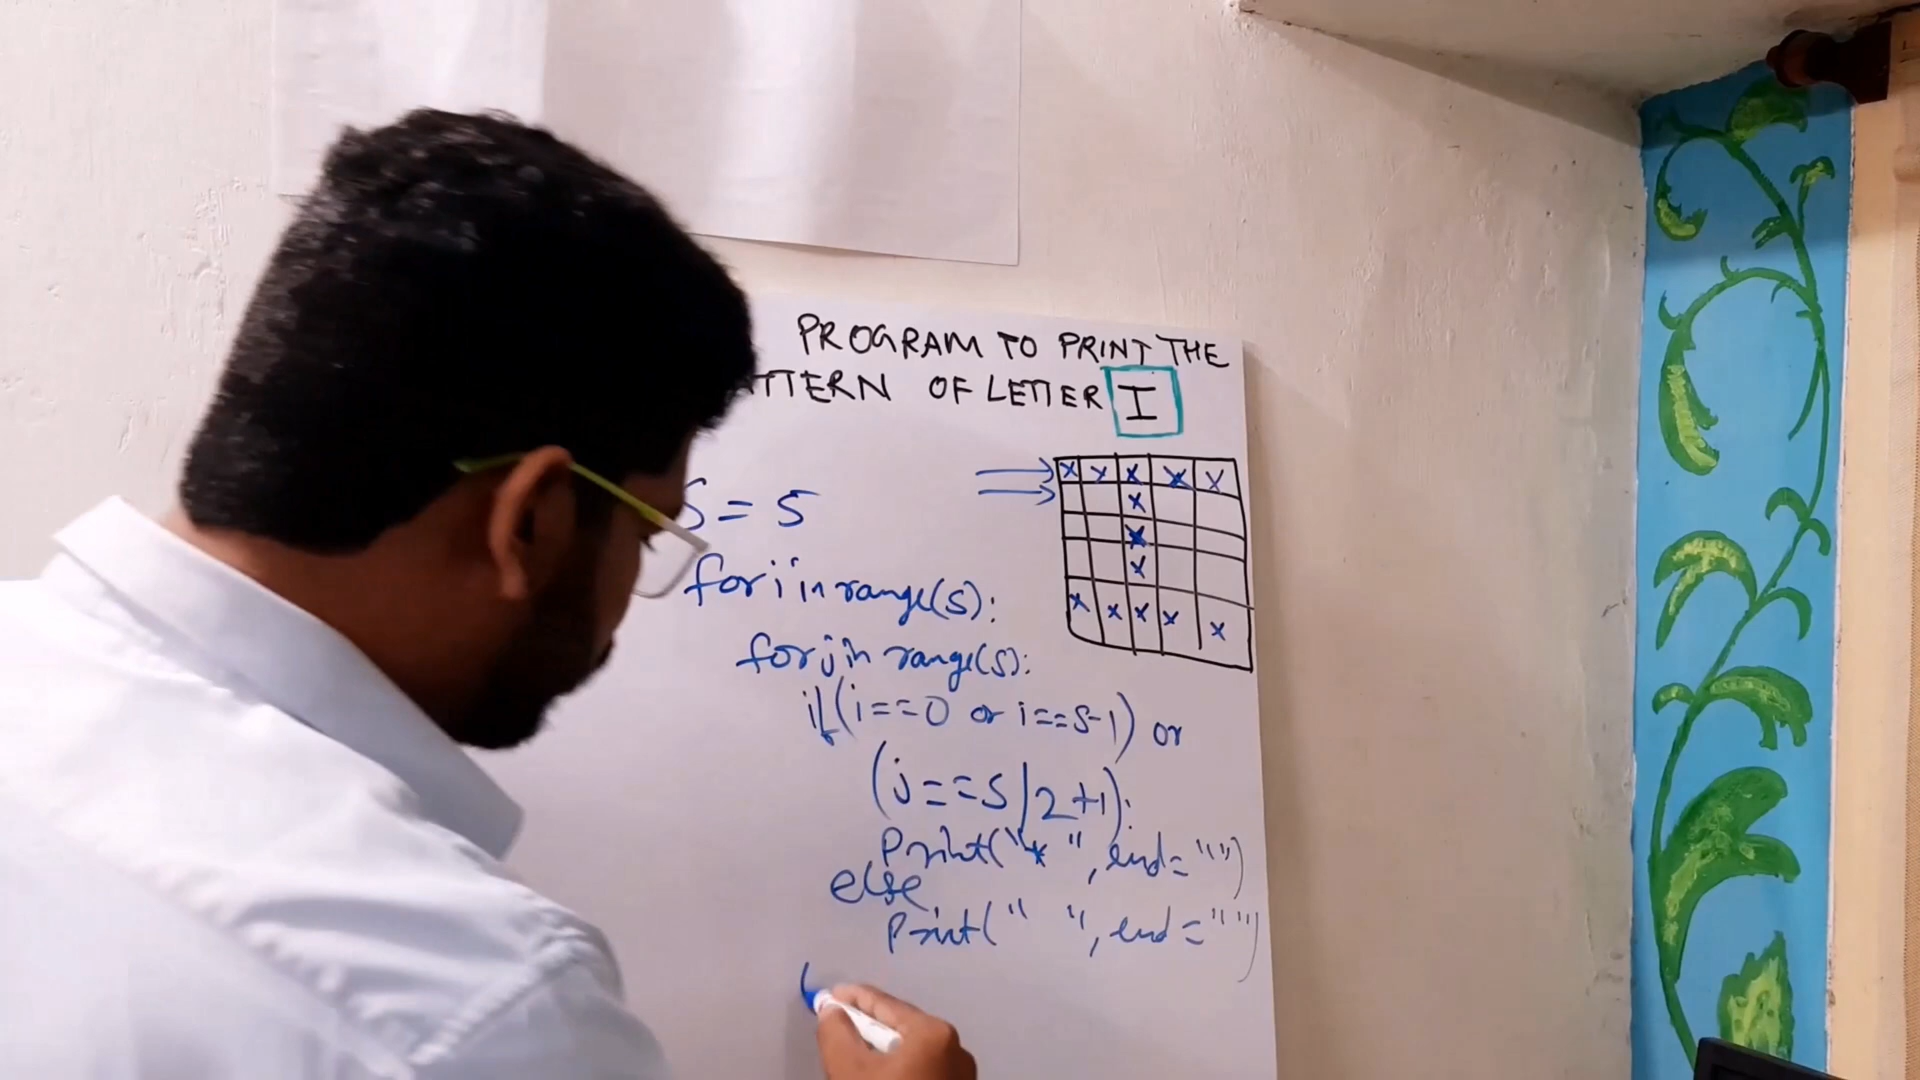 PROGRAM TO PRINT THE
TTERN OF LETTER I
S = 5
for i in range(s):
for j in range(s):
if (i==0 or i==s-1) or
(j==s/2+1):
Print("* ", end="")
else
Print("  ", end="")